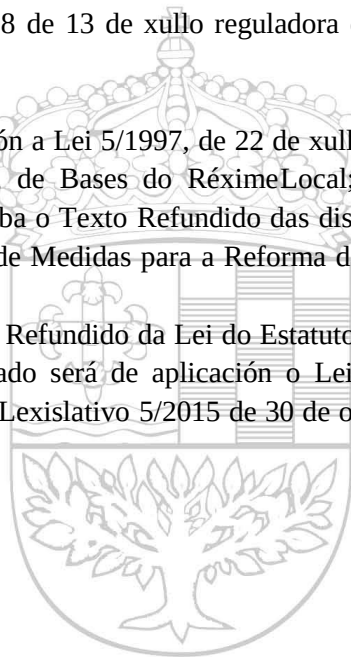 8 de 13 de xullo reguladora
ón a Lei 5/1997, de 22 de xull
de Bases do RéximeLocal;
ba o Texto Refundido das dis
de Medidas para a Reforma d
Refundido da Lei do Estatuto
ado será de aplicación o Lei
Lexislativo 5/2015 de 30 de o